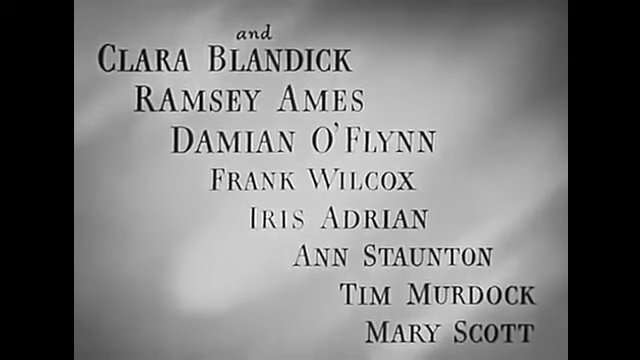 and
CLARA BLANDICK
RAMSEY AMES
DAMIAN O'FLYNN
FRANK WILCOX
IRIS ADRIAN
ANN STAUNTON
TIM MURDOCK
MARY SCOTT